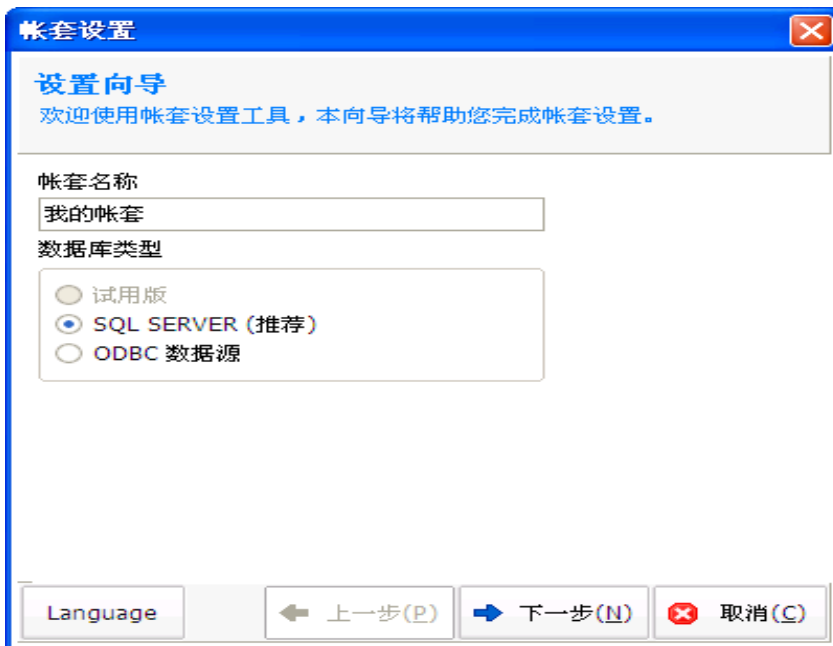 帐套设置
设置向导
欢迎使用帐套设置工具，本向导将帮助您完成帐套设置。
帐套名称
我的帐套
数据库类型
试用版
SQL SERVER (推荐)
ODBC 数据源
Language 上一步(P) 下一步(N) 取消(C)